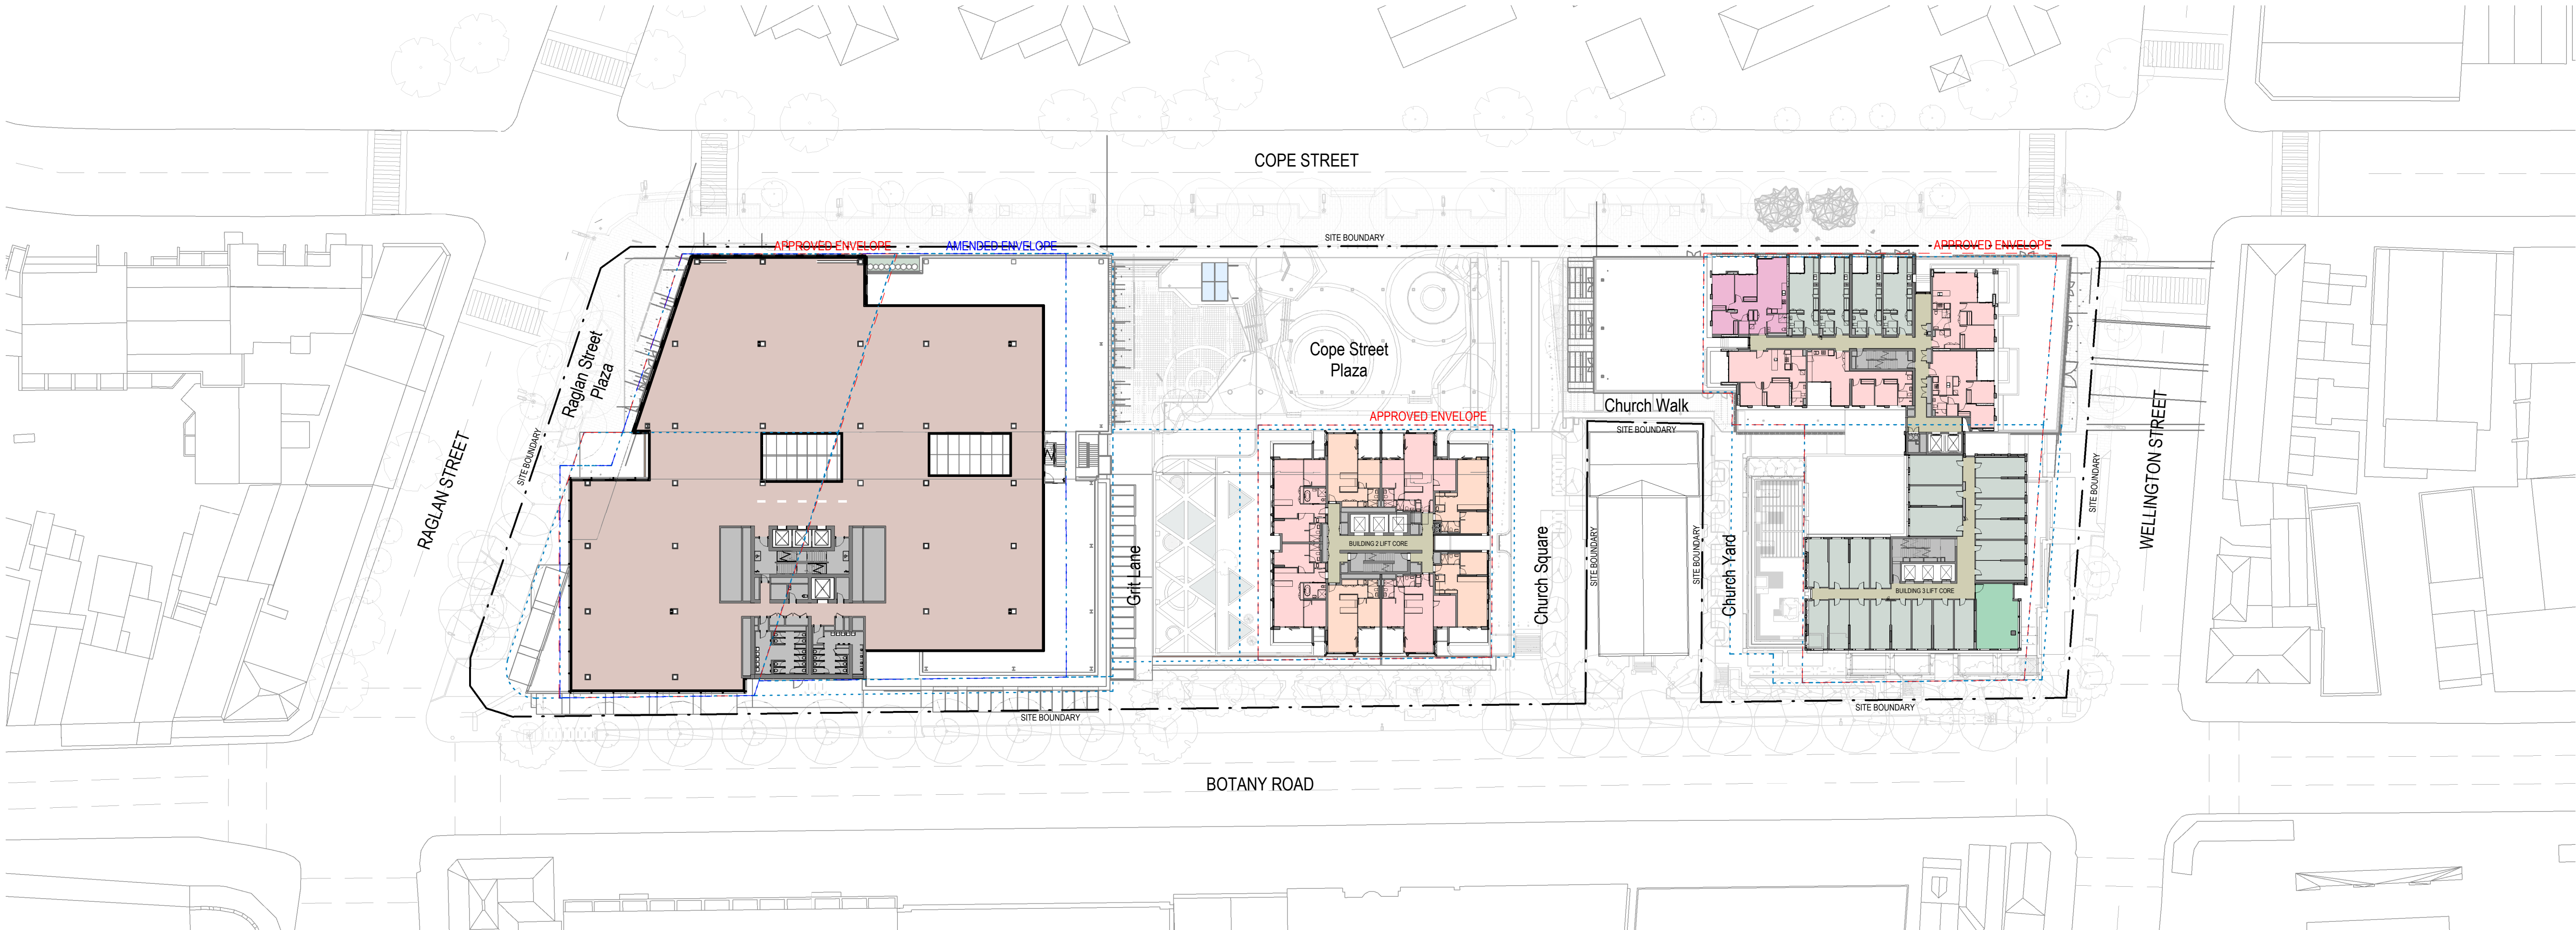 COPE STREET
APPROVED ENVELOPE
AMENDED ENVELOPE
SITE BOUNDARY
APPROVED ENVELOPE
Raglan Street
Plaza
Cope Street
Plaza
APPROVED ENVELOPE
Church Walk
SITE BOUNDARY
RAGLAN STREET
SITE BOUNDARY
WELLINGTON STREET
SITE BOUNDARY
Grit Lane
BUILDING 2 LIFT CORE
Church Square
SITE BOUNDARY
SITE BOUNDARY
Church Yard
BUILDING 3 LIFT CORE
SITE BOUNDARY
SITE BOUNDARY
BOTANY ROAD